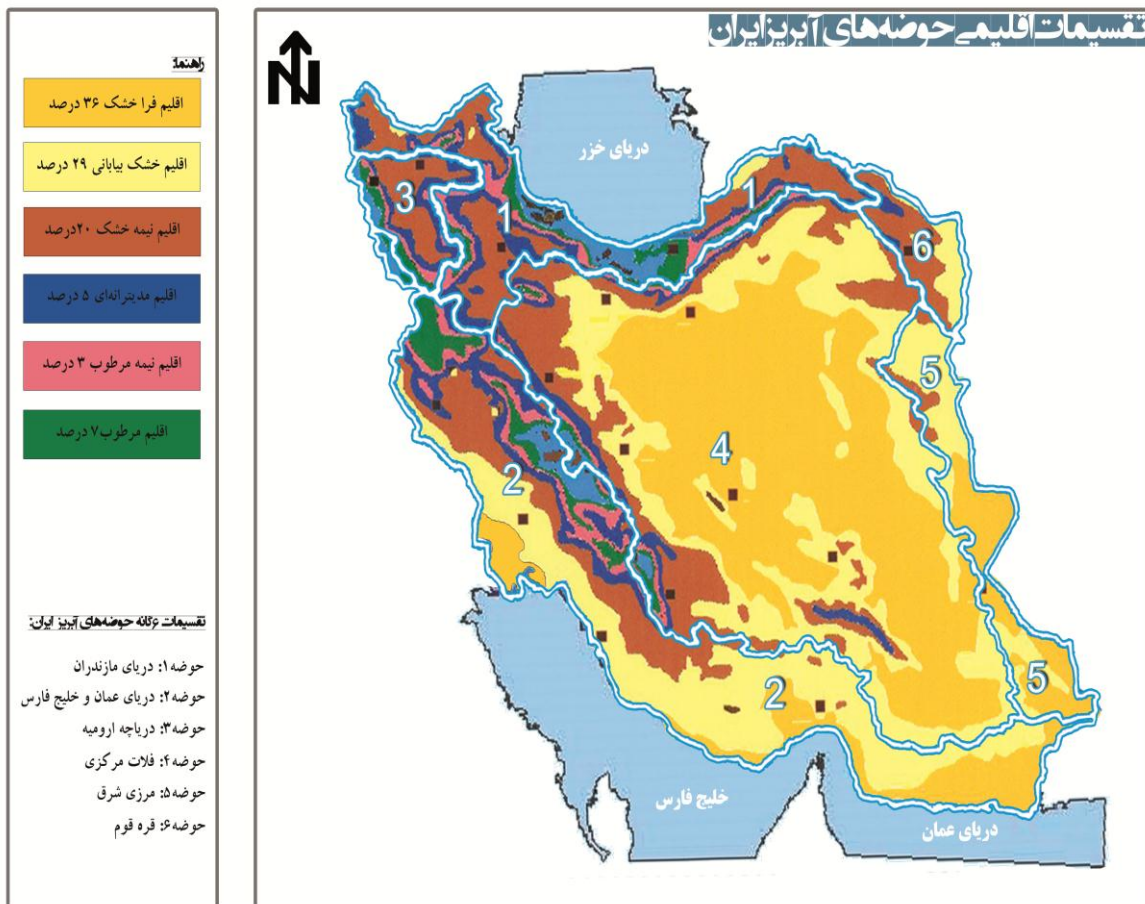 تقسیمات اقلیمی حوضه‌های آبریز ایران
N
راهنما:
اقلیم فرا خشک ۳۶ درصد
اقلیم خشک بیابانی ۲۹ درصد
اقلیم نیمه خشک ۲۰درصد
اقلیم مدیترانه‌ای ۵ درصد
اقلیم نیمه مرطوب ۳ درصد
اقلیم مرطوب۷ درصد
تقسیمات ۶گانه حوضه‌های آبریز ایران:
حوضه۱: دریای مازندران
حوضه۲: دریای عمان و خلیج فارس
حوضه۳: دریاچه ارومیه
حوضه۴: فلات مرکزی
حوضه۵: مرزی شرق
حوضه۶: قره قوم
دریای خزر
3
1
1
6
5
4
2
2
5
خلیج فارس
دریای عمان